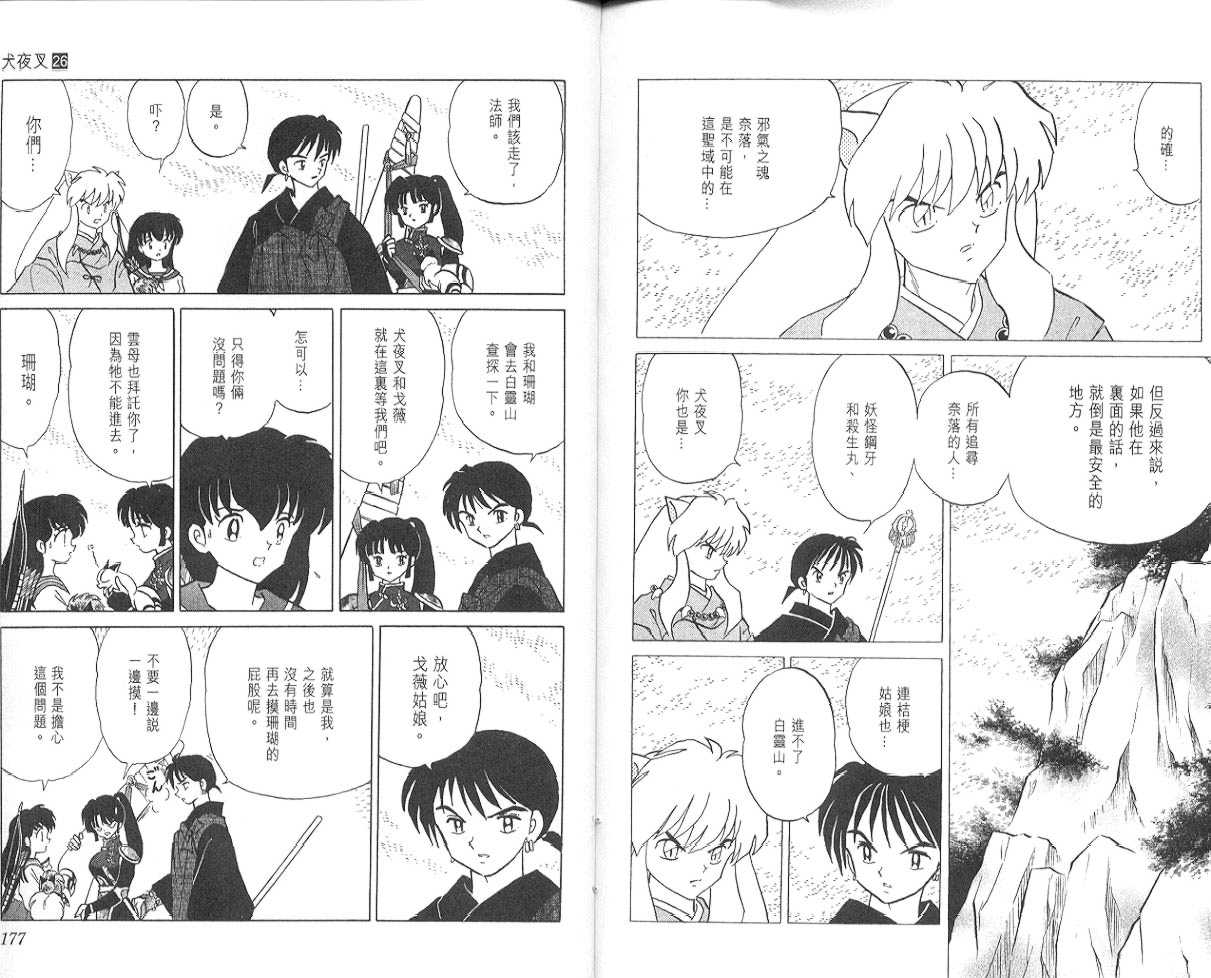 的確…
邪氣之魂
奈落，
是不可能在
這聖域中的…
但反過來說，
如果他在
裏面的話，
就倒是最安全的
地方。
所有追尋
奈落的人…
妖怪鋼牙
和殺生丸、
犬夜叉
你也是…
連桔梗
姑娘也…
進不了
白靈山。
犬夜叉 26
我們該走了，
法師。
是。
吓？
你們…
我和珊瑚
會去白靈山
查探一下。
犬夜叉和戈薇
就在這裏等我們吧。
怎可以…
只得你倆
沒問題嗎？
雲母也拜託你了，
因為牠不能進去。
珊瑚。
放心吧，
戈薇姑娘。
就算是我，
之後也
沒有時間
再去摸珊瑚的
屁股呢。
ごん
不要一邊說
一邊摸！
我不是擔心
這個問題。
177